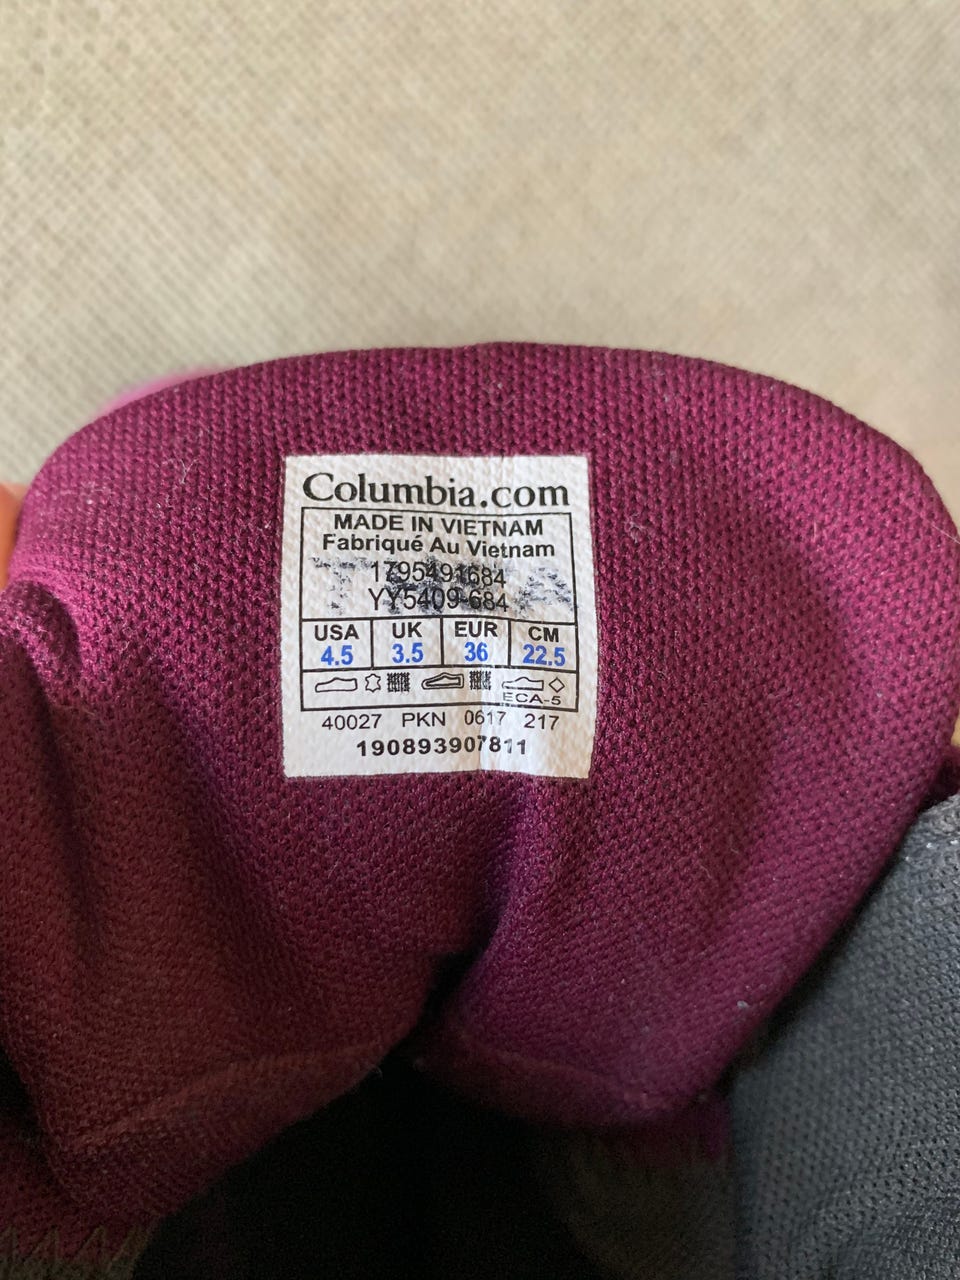 Columbia.com
MADE IN VIETNAM
Fabriqué Au Vietnam
1795491684
YY5409-684
USA UK EUR CM
4.5 3.5 36 22.5
ECA-5
40027 PKN 0617 217
190893907811